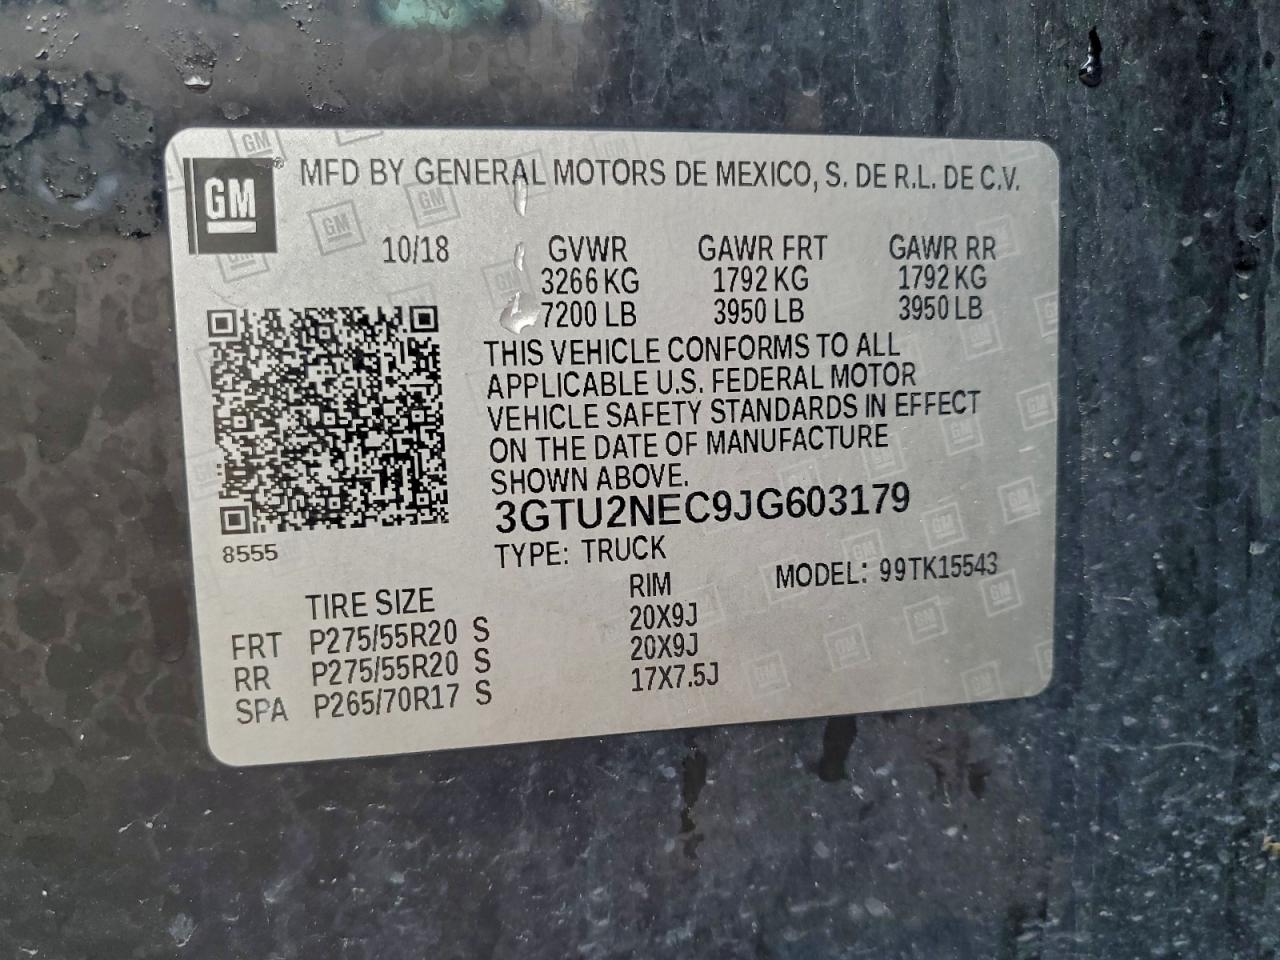 GM MFD BY GENERAL MOTORS DE MEXICO, S. DE R.L. DE C.V.
10/18 GVWR GAWR FRT GAWR RR
3266 KG 1792 KG 1792 KG
7200 LB 3950 LB 3950 LB
THIS VEHICLE CONFORMS TO ALL
APPLICABLE U.S. FEDERAL MOTOR
VEHICLE SAFETY STANDARDS IN EFFECT
ON THE DATE OF MANUFACTURE
SHOWN ABOVE.
3GTU2NEC9JG603179
8555
TYPE: TRUCK
MODEL: 99TK15543
TIRE SIZE RIM
FRT P275/55R20 S 20X9J
RR P275/55R20 S 20X9J
SPA P265/70R17 S 17X7.5J